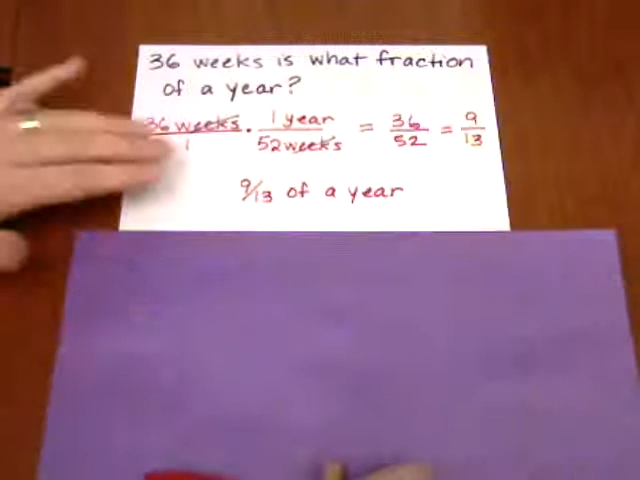 36 weeks is what fraction
of a year?
36 weeks/1 · 1 year/52 weeks = 36/52 = 9/13
9/13 of a year